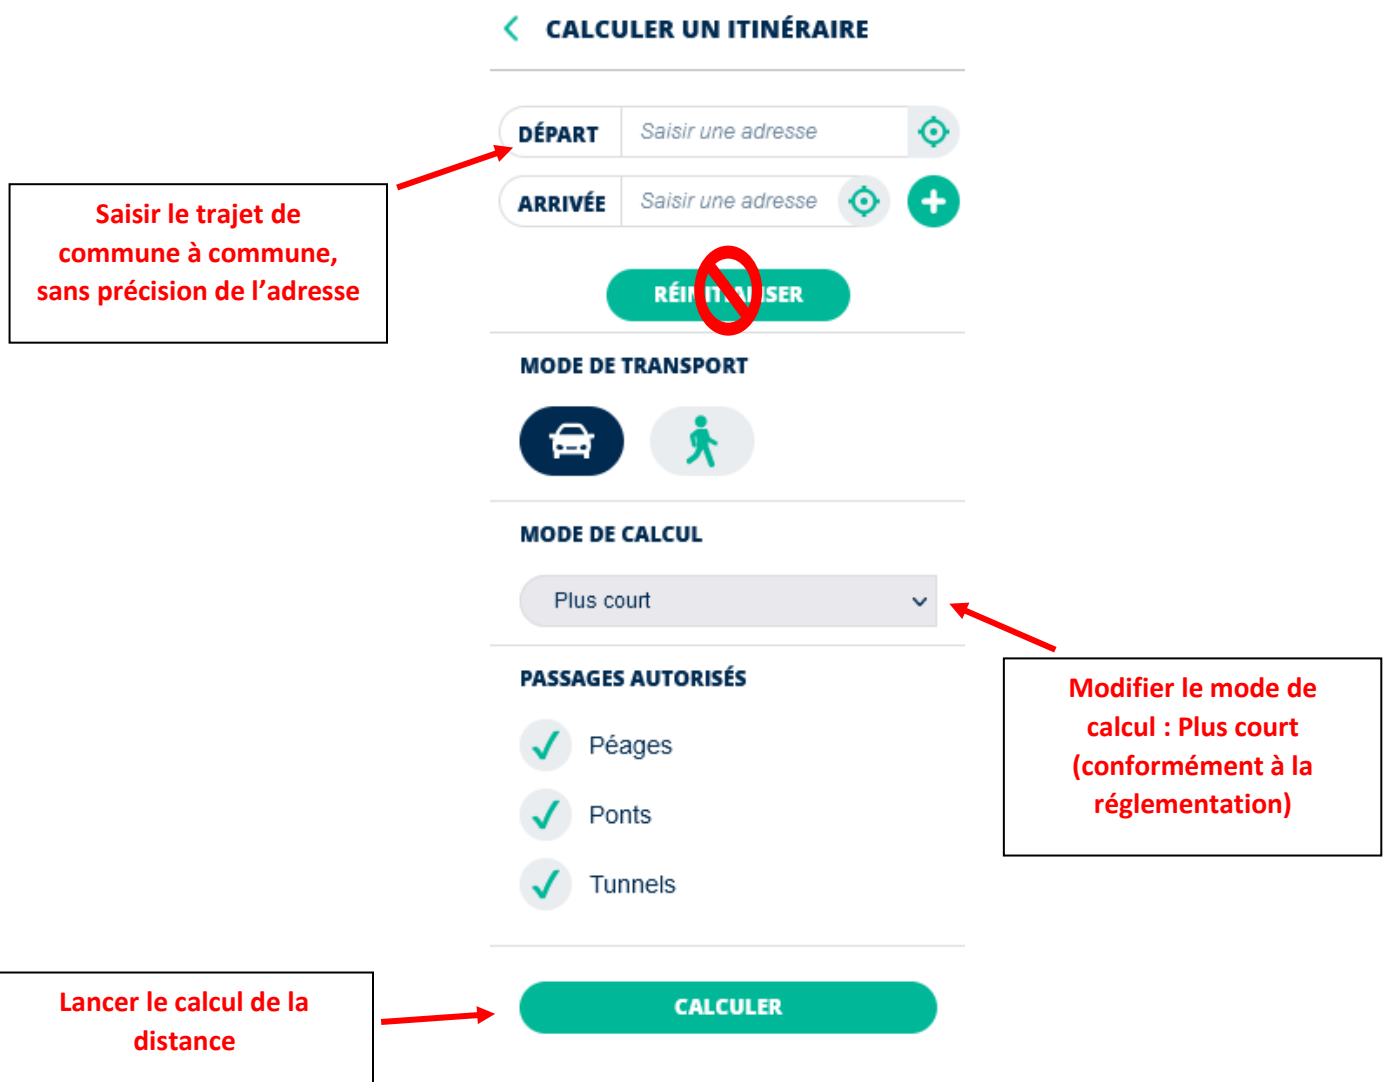 CALCULER UN ITINÉRAIRE
DÉPART Saisir une adresse
ARRIVÉE Saisir une adresse
Saisir le trajet de
commune à commune,
sans précision de l’adresse
MODE DE TRANSPORT
MODE DE CALCUL
Plus court
Modifier le mode de
calcul : Plus court
(conformément à la
réglementation)
PASSAGES AUTORISÉS
Péages
Ponts
Tunnels
Lancer le calcul de la
distance
CALCULER